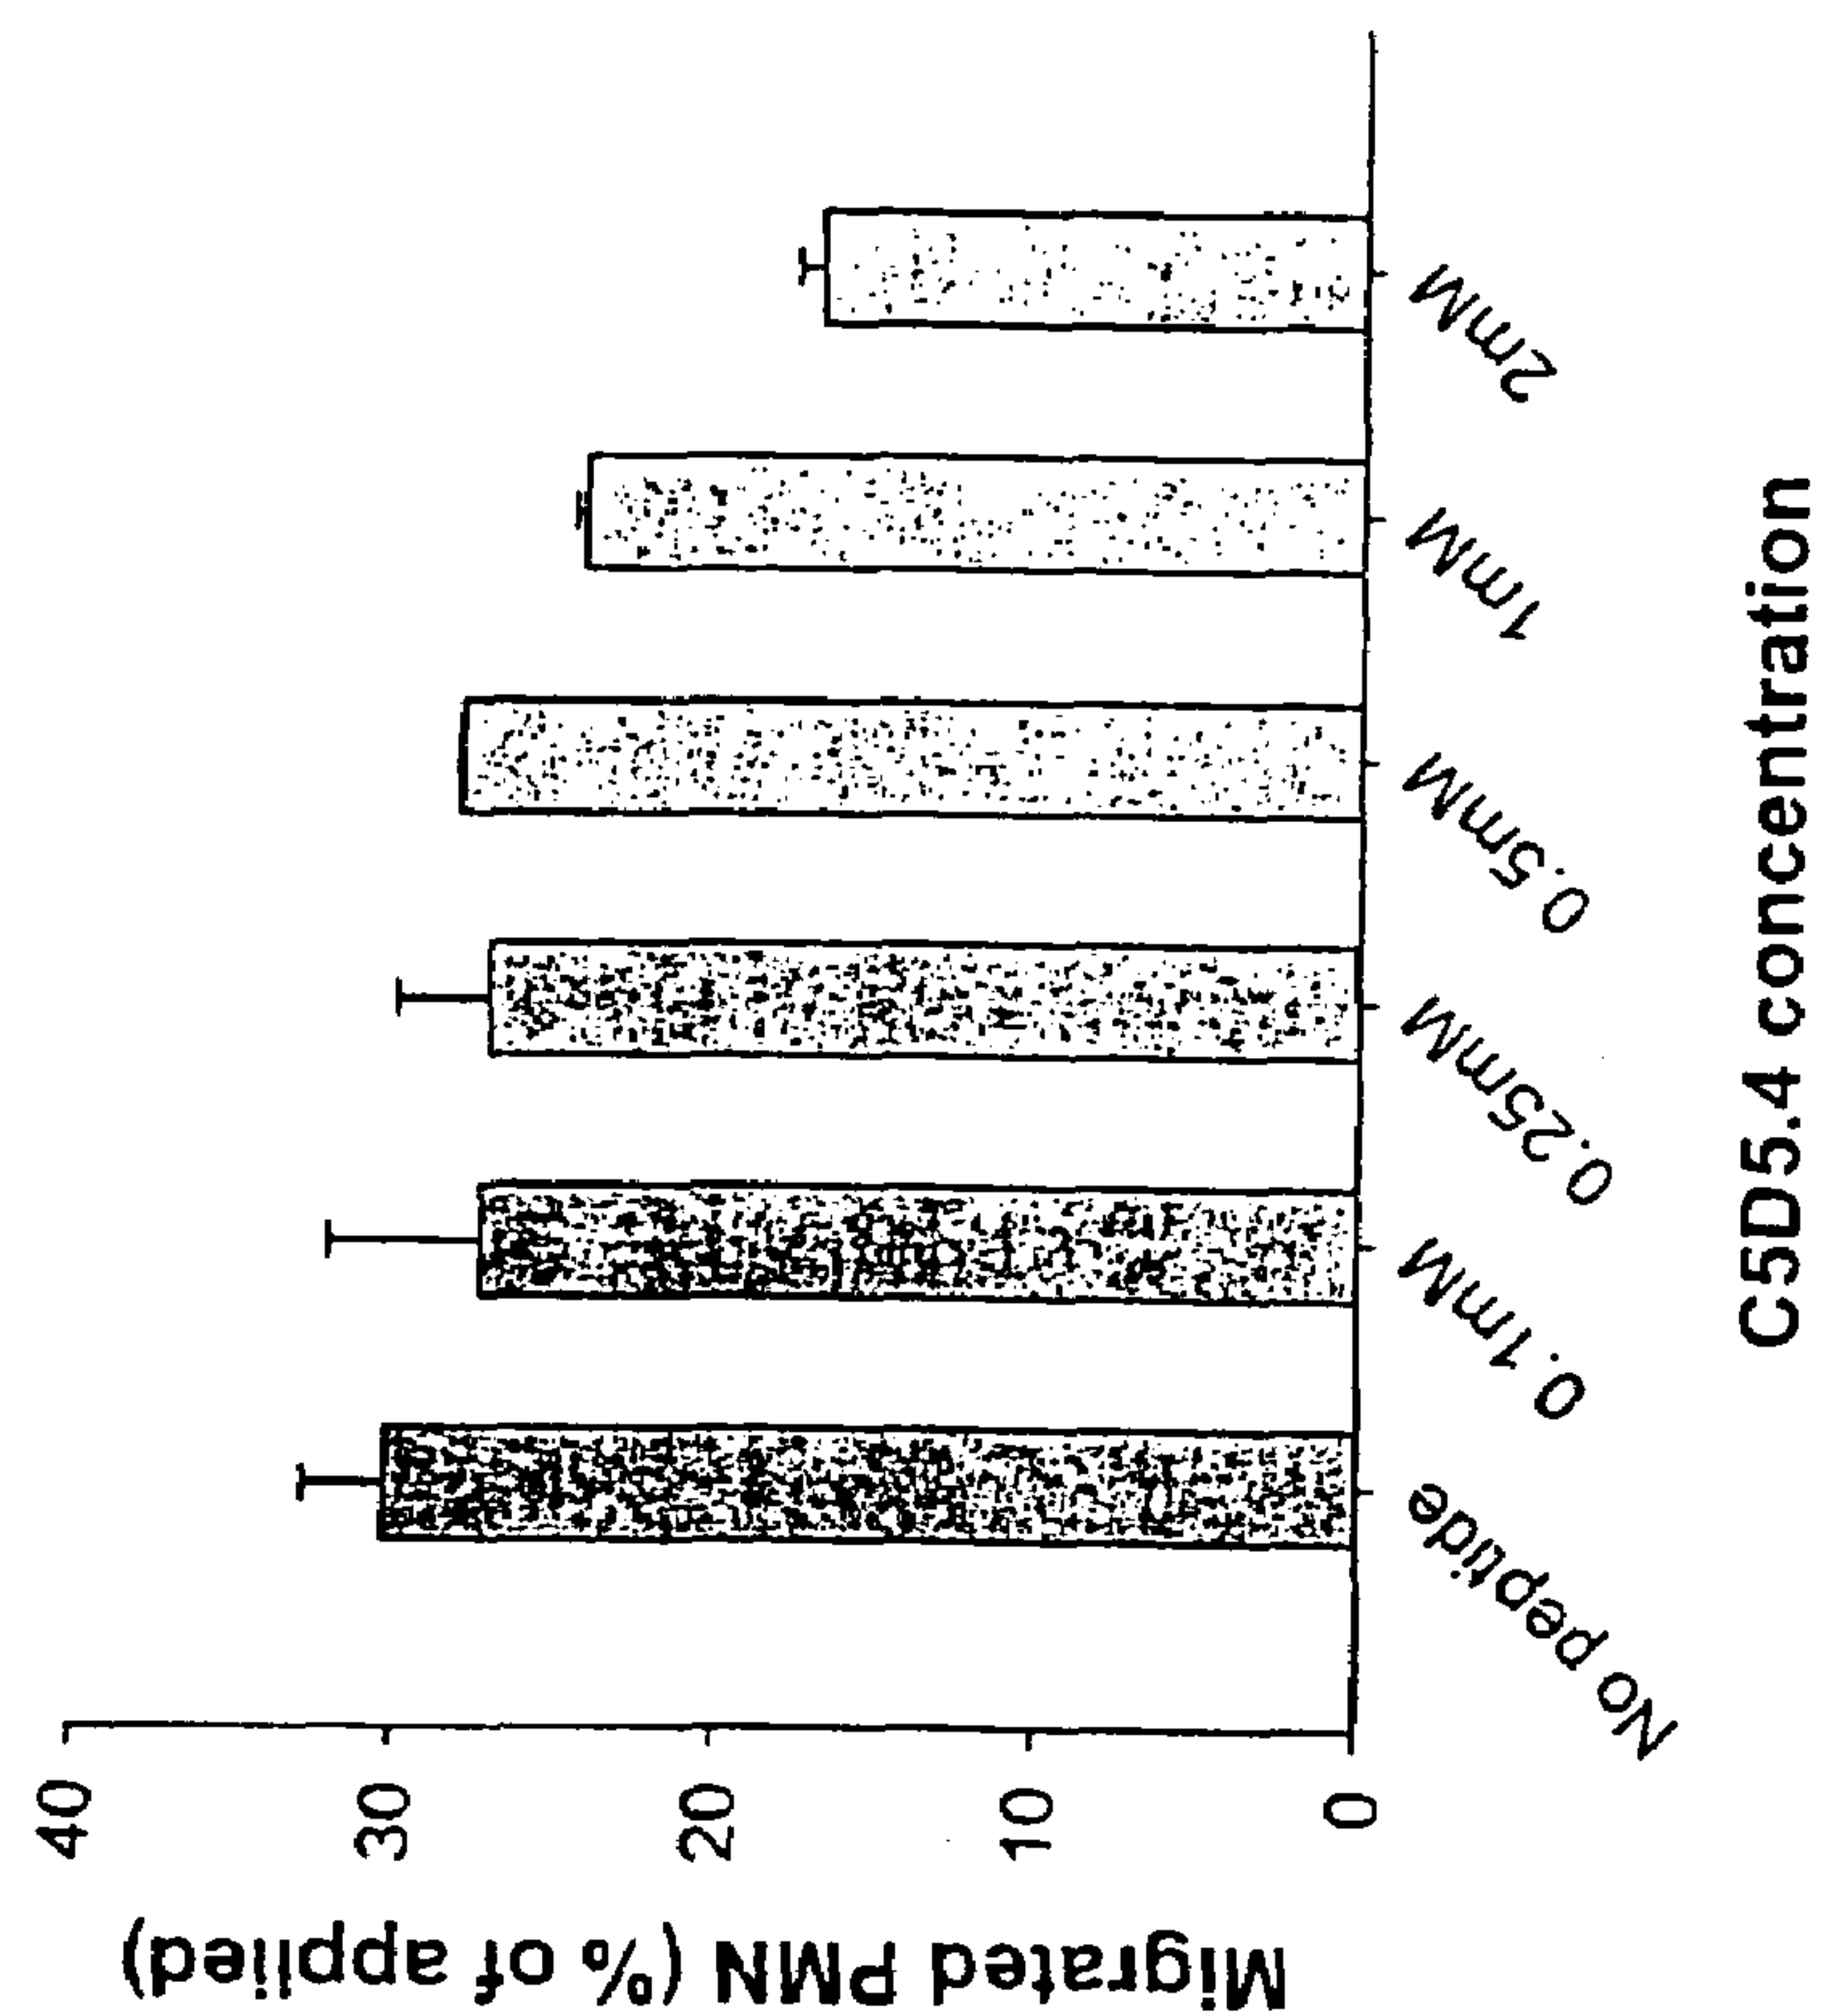 Migrated PMN (% of applied)
40
30
20
10
0
No peptide
0.1mM
0.25mM
0.5mM
1mM
2mM
C5D5.4 concentration